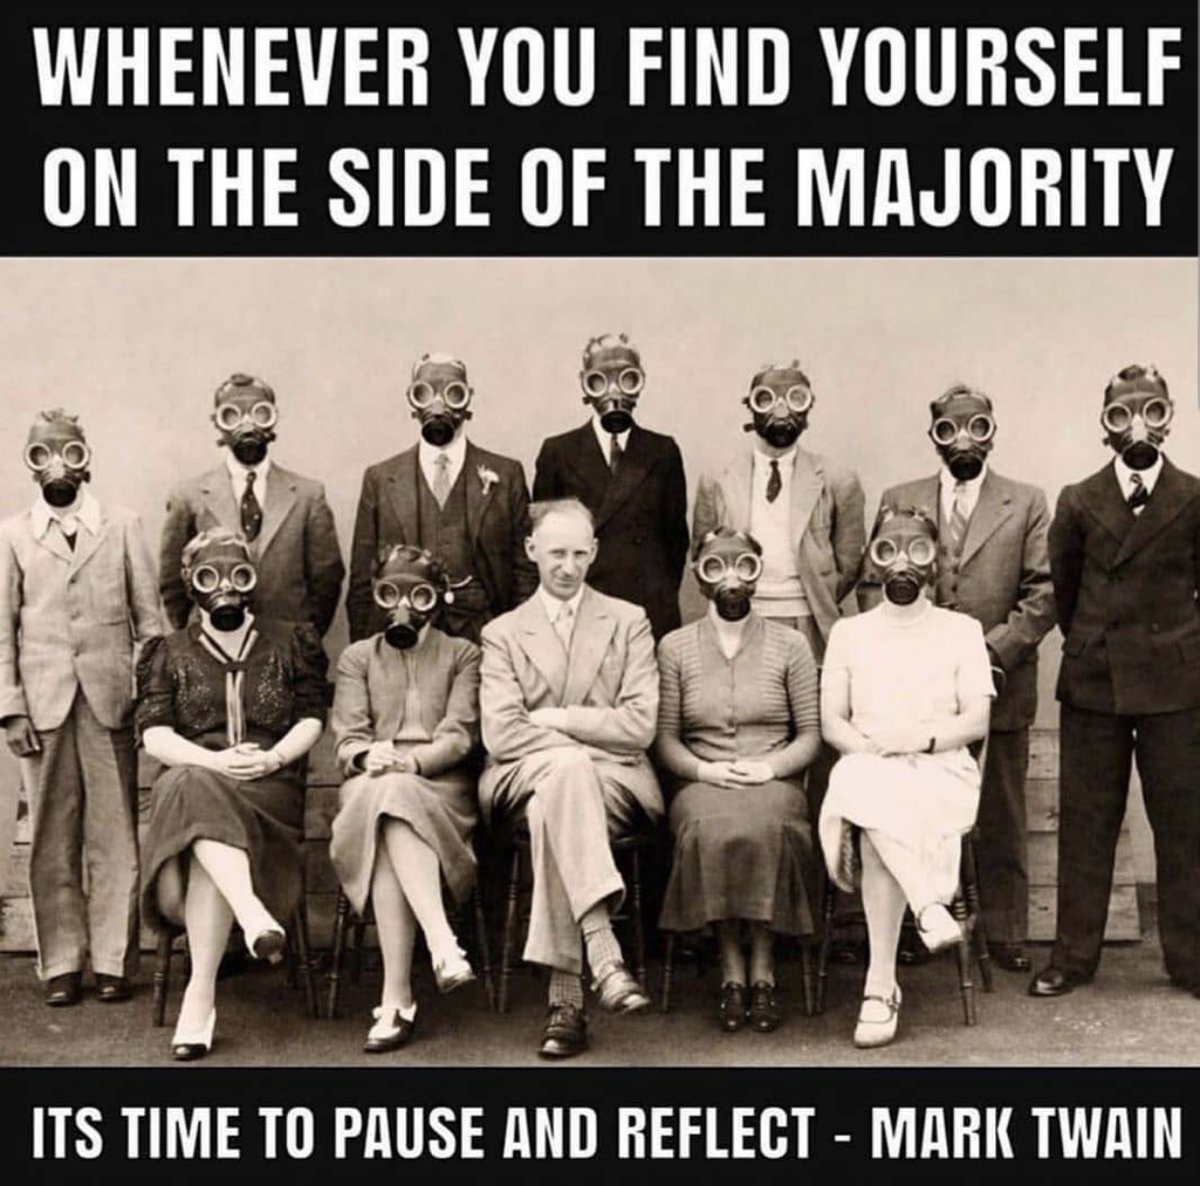 WHENEVER YOU FIND YOURSELF
ON THE SIDE OF THE MAJORITY
ITS TIME TO PAUSE AND REFLECT - MARK TWAIN